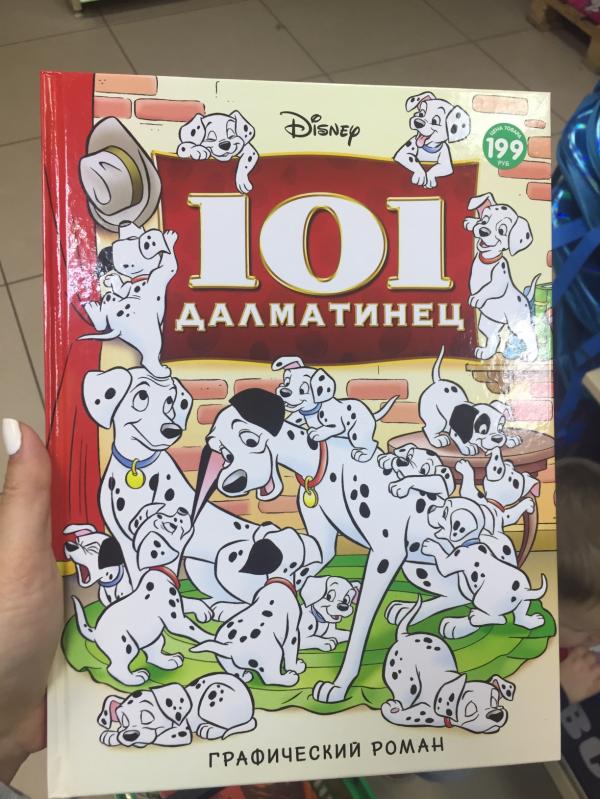 Disney
ЦЕНА ТОВАРА
199
РУБ
101
ДАЛМАТИНЕЦ
ГРАФИЧЕСКИЙ РОМАН